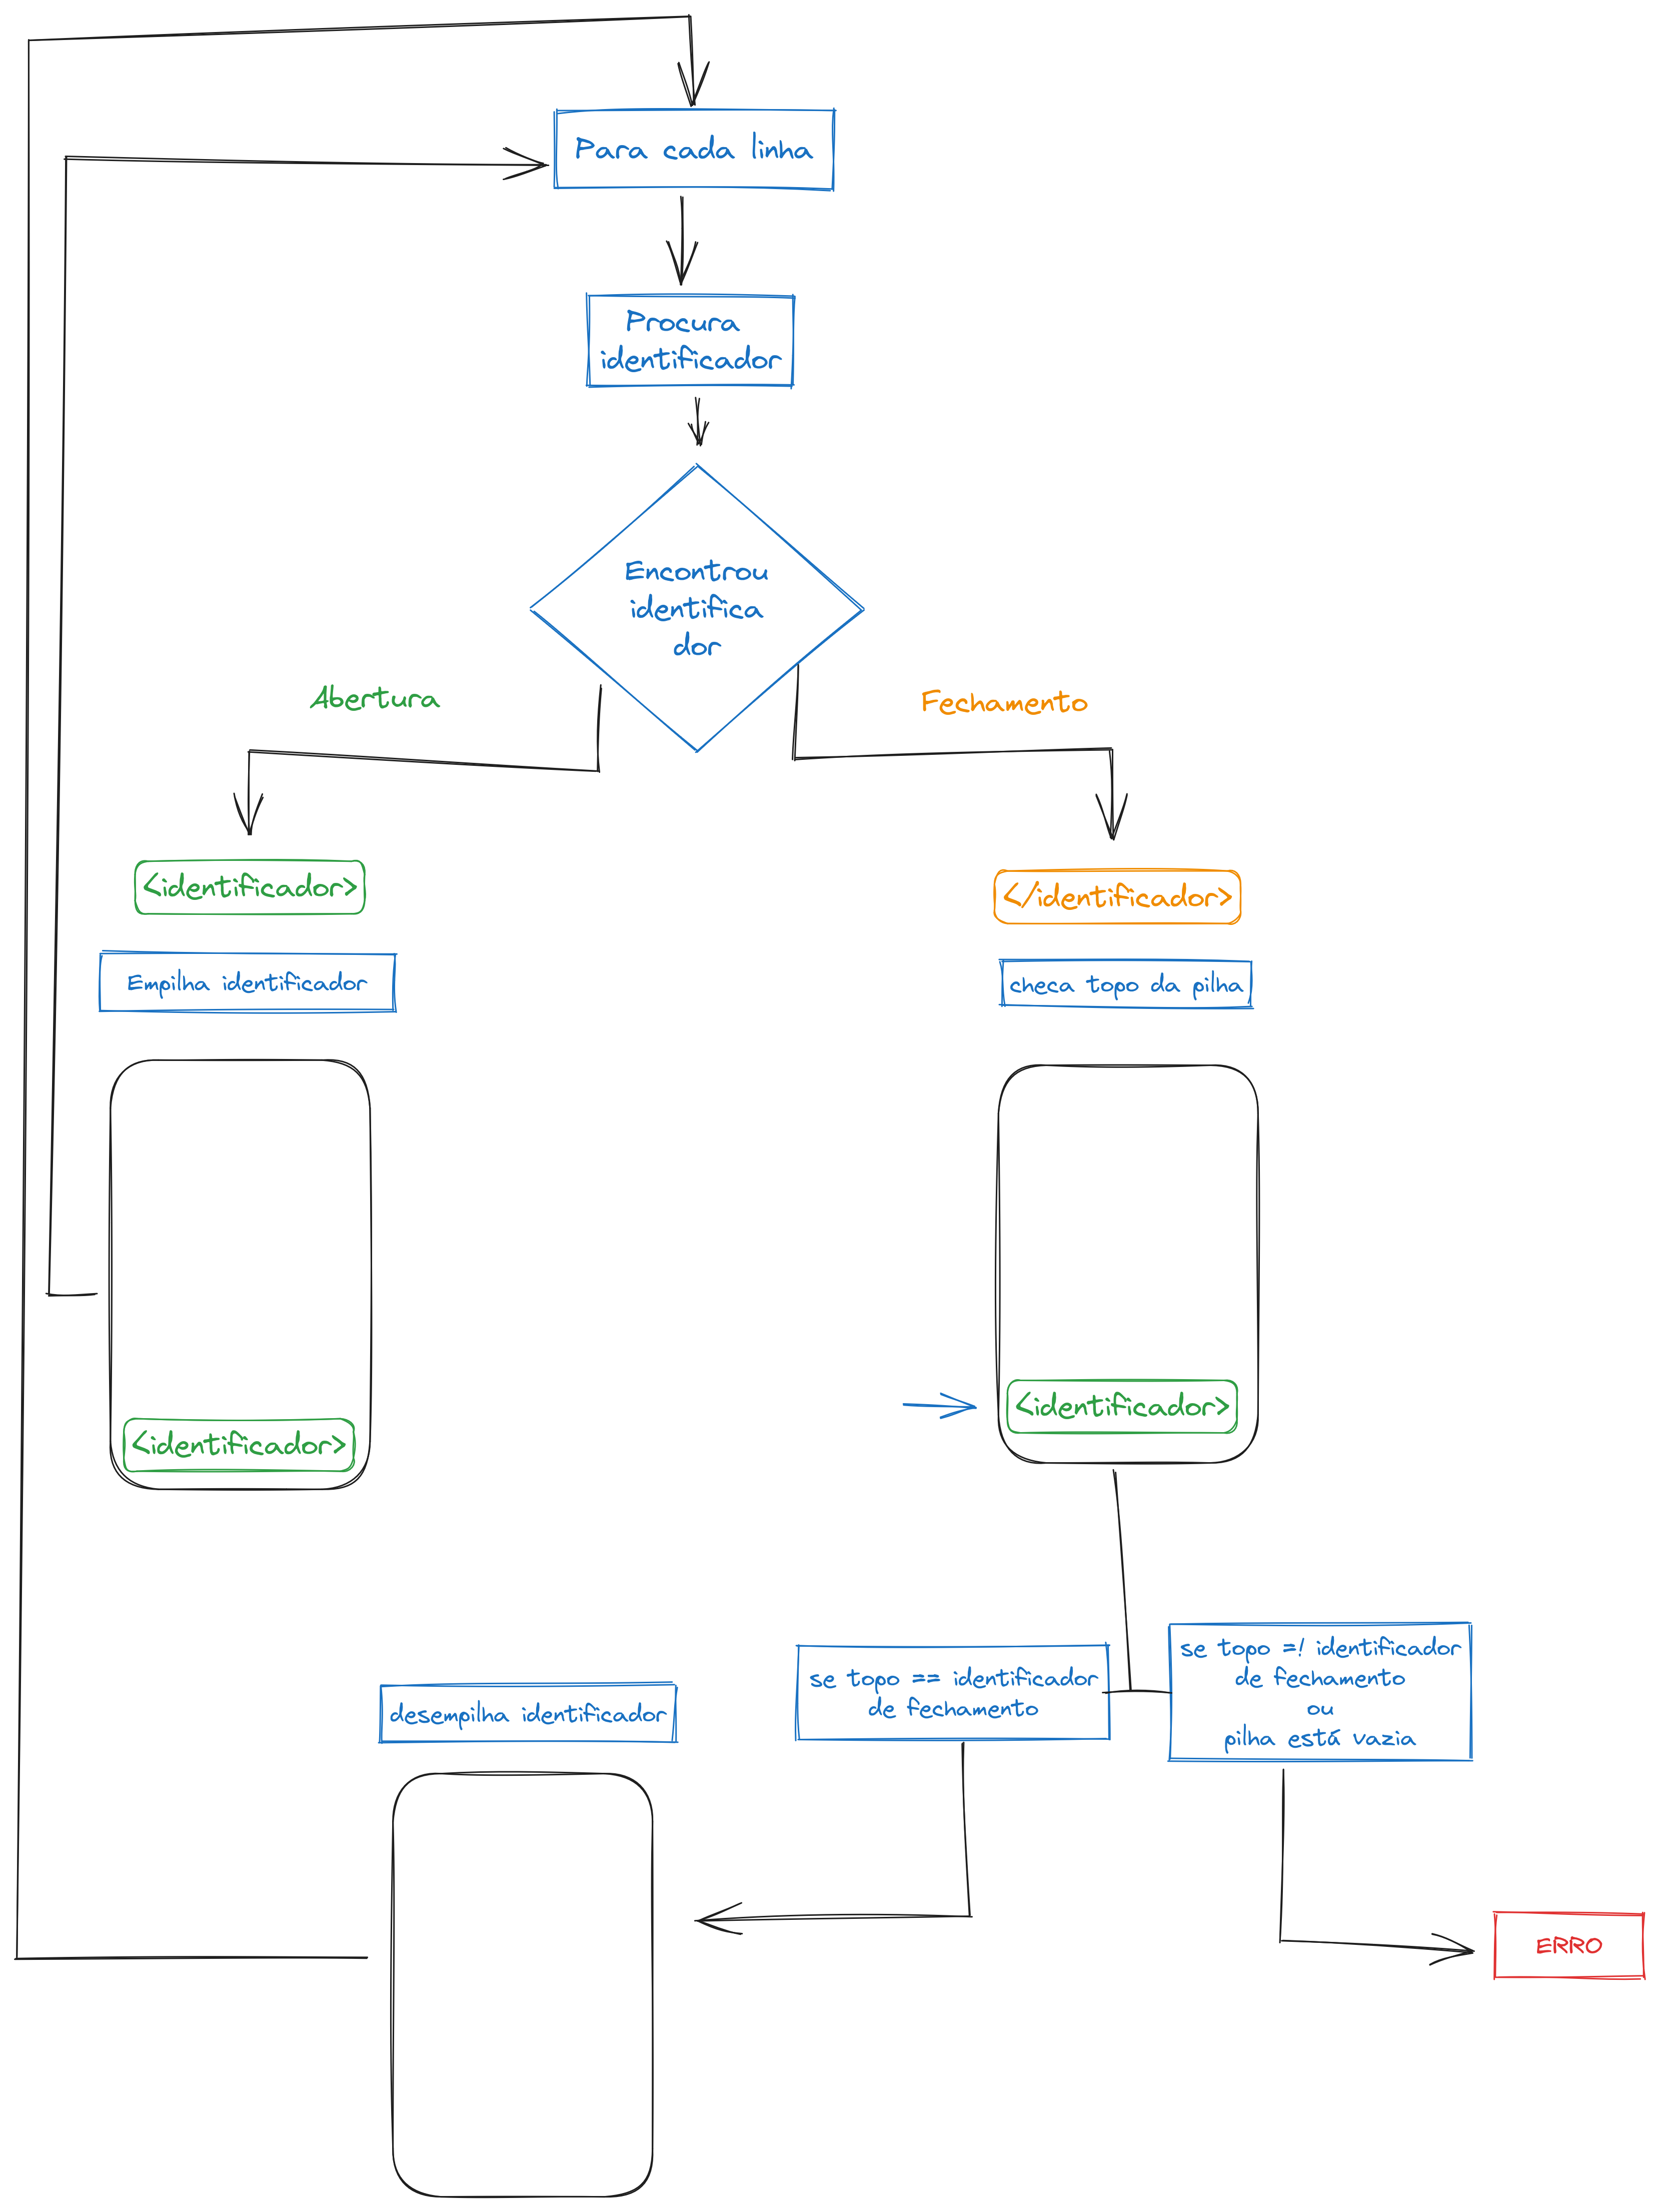 Para cada linha
Procura
identificador
Encontrou
identifica
dor
Abertura
Fechamento
<identificador>
</identificador>
Empilha identificador
checa topo da pilha
<identificador>
<identificador>
se topo == identificador
de fechamento
se topo =! identificador
de fechamento
ou
pilha está vazia
desempilha identificador
ERRO